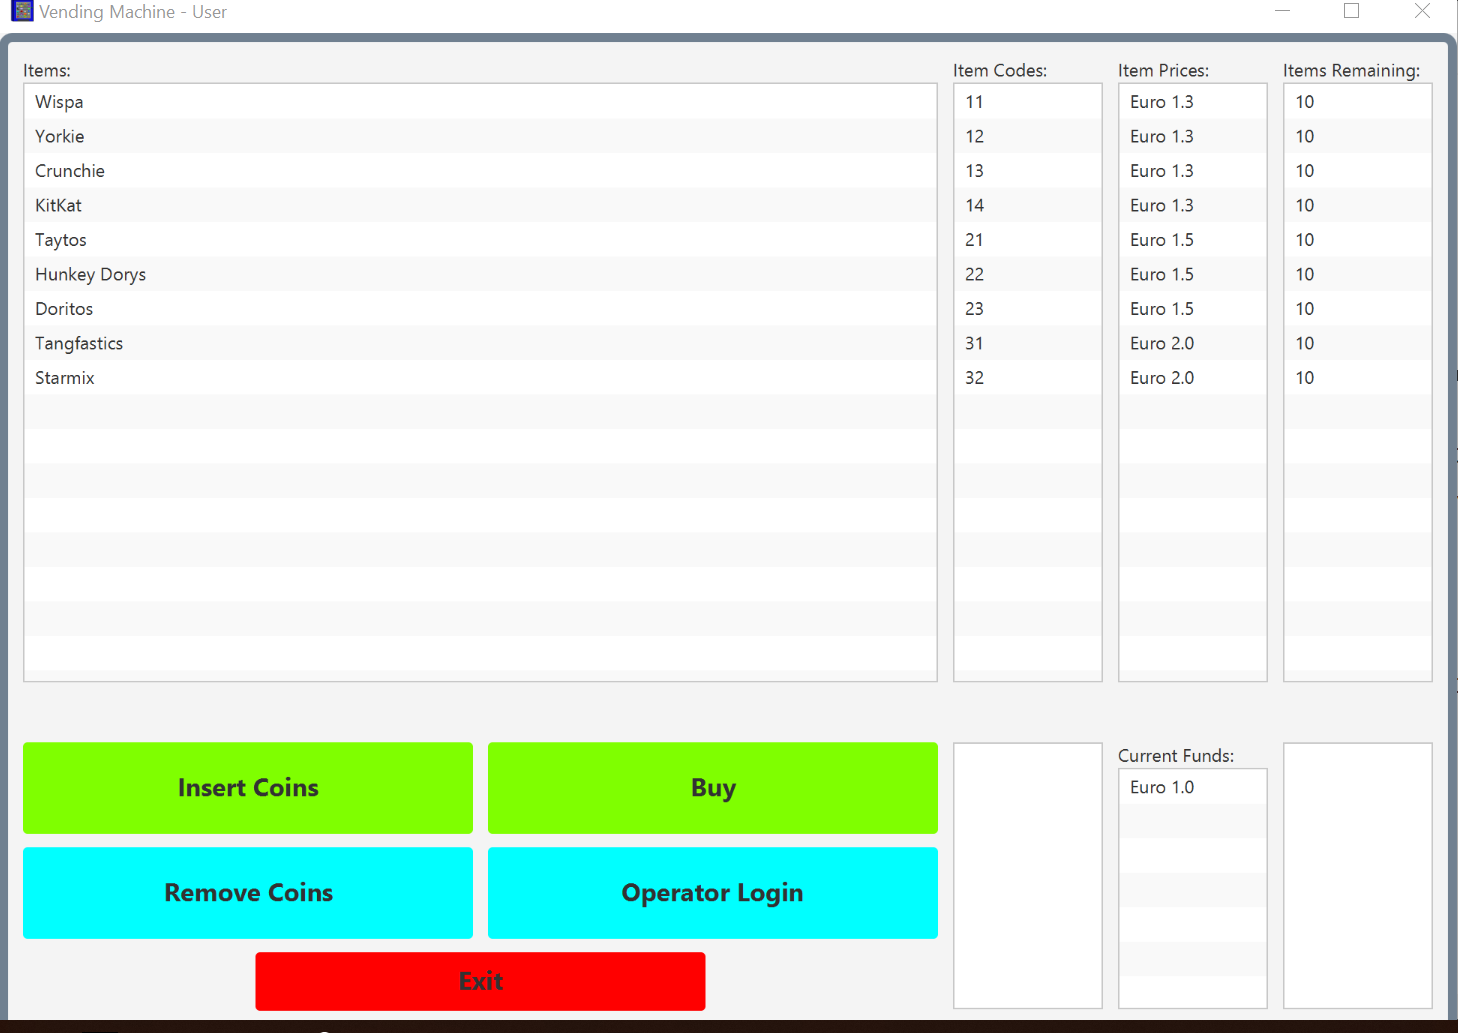 Vending Machine - User
Items: Item Codes: Item Prices: Items Remaining:
Wispa 11 Euro 1.3 10
Yorkie 12 Euro 1.3 10
Crunchie 13 Euro 1.3 10
KitKat 14 Euro 1.3 10
Taytos 21 Euro 1.5 10
Hunkey Dorys 22 Euro 1.5 10
Doritos 23 Euro 1.5 10
Tangfastics 31 Euro 2.0 10
Starmix 32 Euro 2.0 10
Insert Coins Buy
Remove Coins Operator Login
Exit
Current Funds:
Euro 1.0